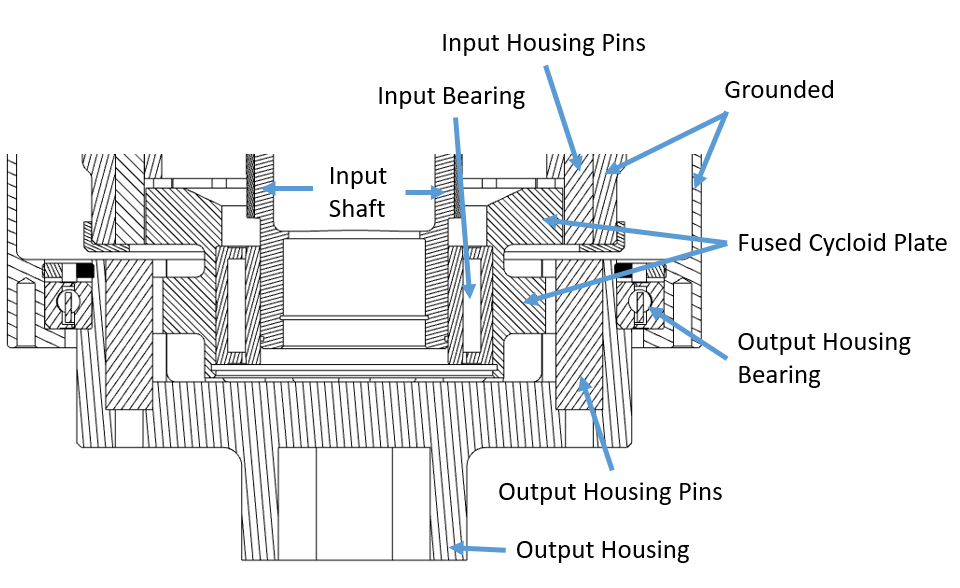 Input Housing Pins
Input Bearing
Grounded
Input
Shaft
Fused Cycloid Plate
Output Housing
Bearing
Output Housing Pins
Output Housing